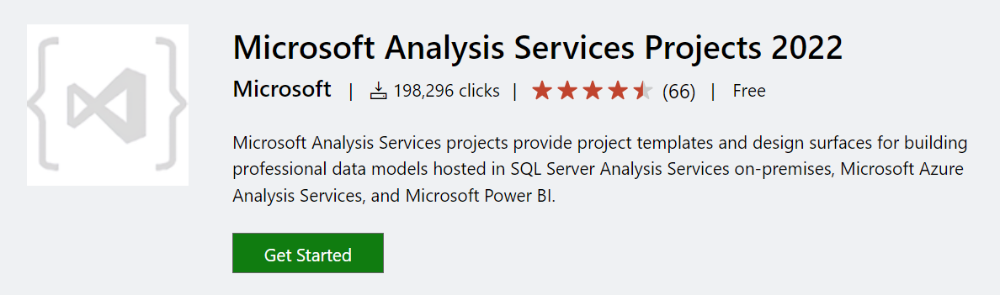 Microsoft Analysis Services Projects 2022
Microsoft | 198,296 clicks | (66) | Free
Microsoft Analysis Services projects provide project templates and design surfaces for building
professional data models hosted in SQL Server Analysis Services on-premises, Microsoft Azure
Analysis Services, and Microsoft Power BI.
Get Started